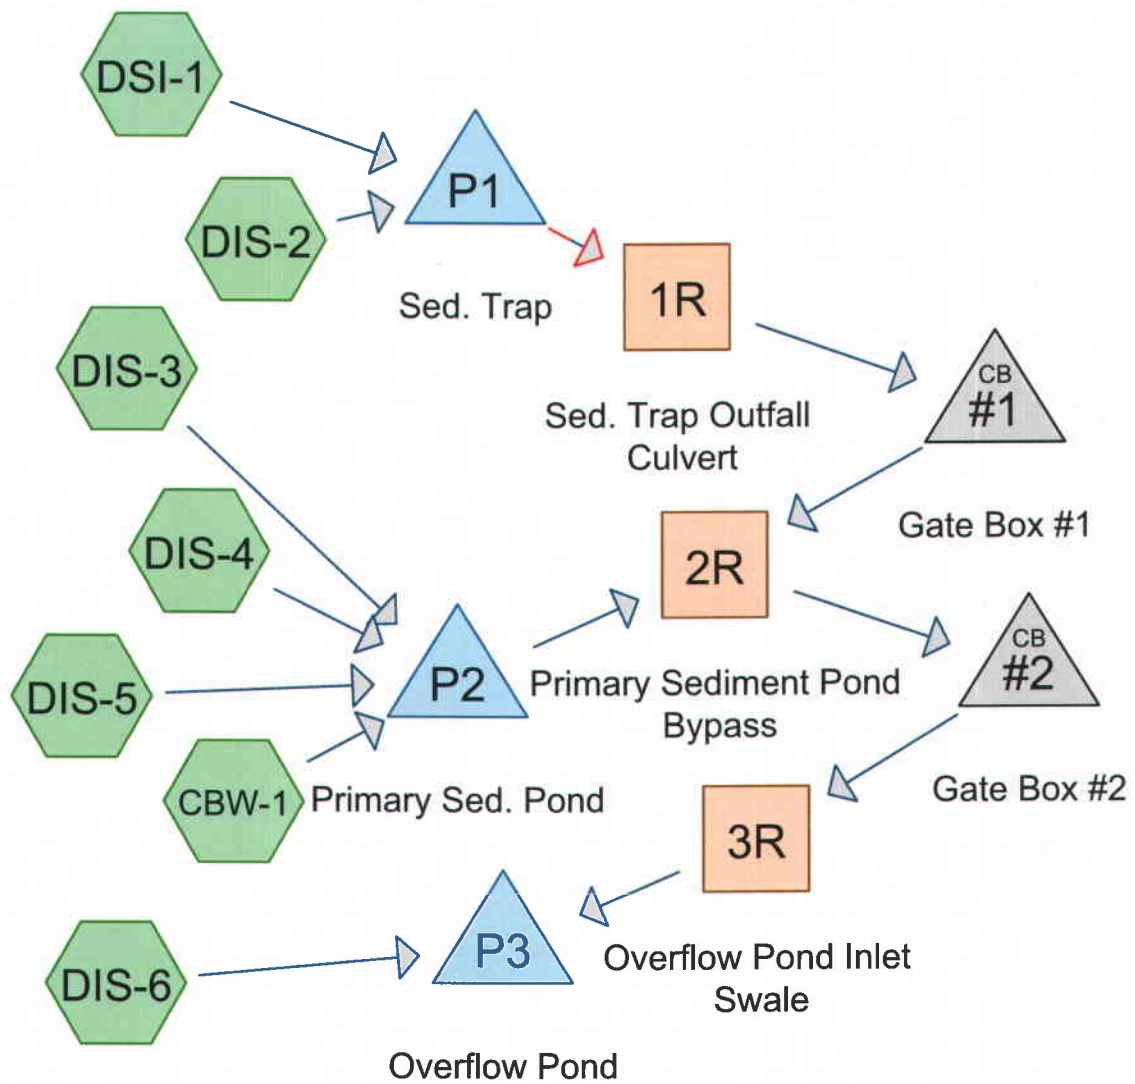 DSI-1
P1
DIS-2
Sed. Trap
1R
DIS-3
CB
#1
Sed. Trap Outfall
Culvert
Gate Box #1
DIS-4
2R
CB
#2
P2
DIS-5
Primary Sediment Pond
Bypass
Gate Box #2
CBW-1
Primary Sed. Pond
3R
P3
Overflow Pond Inlet
Swale
DIS-6
Overflow Pond